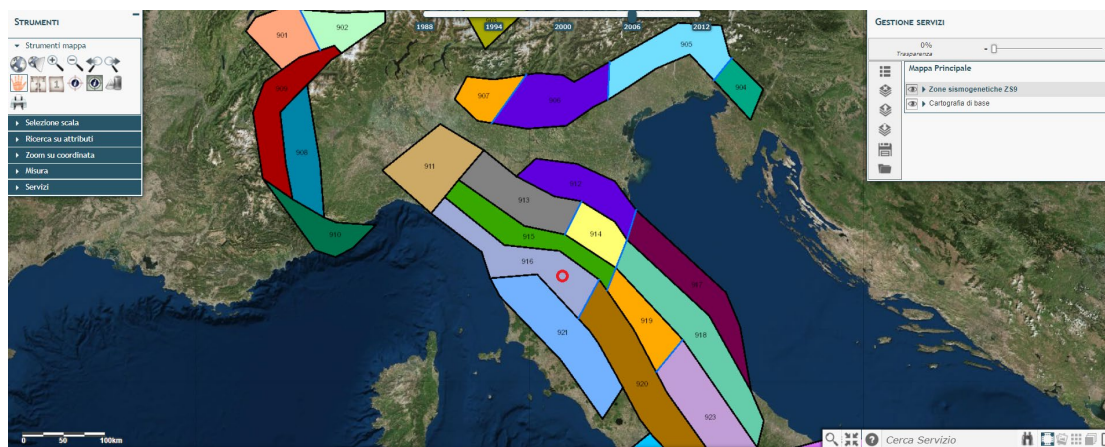 STRUMENTI
Strumenti mappa
Selezione scala
Ricerca su attributi
Zoom su coordinata
Misura
Servizi
1988
1994
2000
2006
2012
GESTIONE SERVIZI
0%
Trasparenza
Mappa Principale
Zone sismogenetiche ZS9
Cartografia di base
901
902
905
904
907
906
908
911
912
913
914
915
910
916
917
918
919
921
920
923
0
50
100km
Cerca Servizio